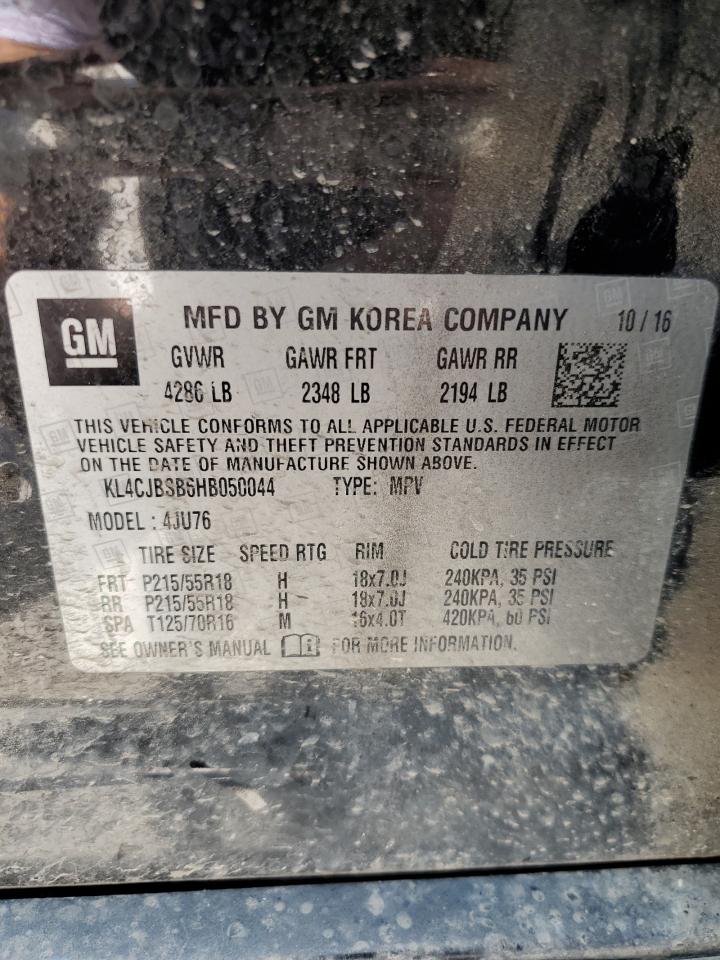 GM
MFD BY GM KOREA COMPANY 10 / 16
GVWR GAWR FRT GAWR RR
4286 LB 2348 LB 2194 LB
THIS VEHICLE CONFORMS TO ALL APPLICABLE U.S. FEDERAL MOTOR
VEHICLE SAFETY AND THEFT PREVENTION STANDARDS IN EFFECT
ON THE DATE OF MANUFACTURE SHOWN ABOVE.
KL4CJBSB6HB050044 TYPE: MPV
MODEL : 4JU76
TIRE SIZE SPEED RTG RIM COLD TIRE PRESSURE
FRT P215/55R18 H 18x7.0J 240KPA, 35 PSI
RR P215/55R18 H 18x7.0J 240KPA, 35 PSI
SPA T125/70R16 M 16x4.0T 420KPA, 60 PSI
SEE OWNER'S MANUAL FOR MORE INFORMATION.